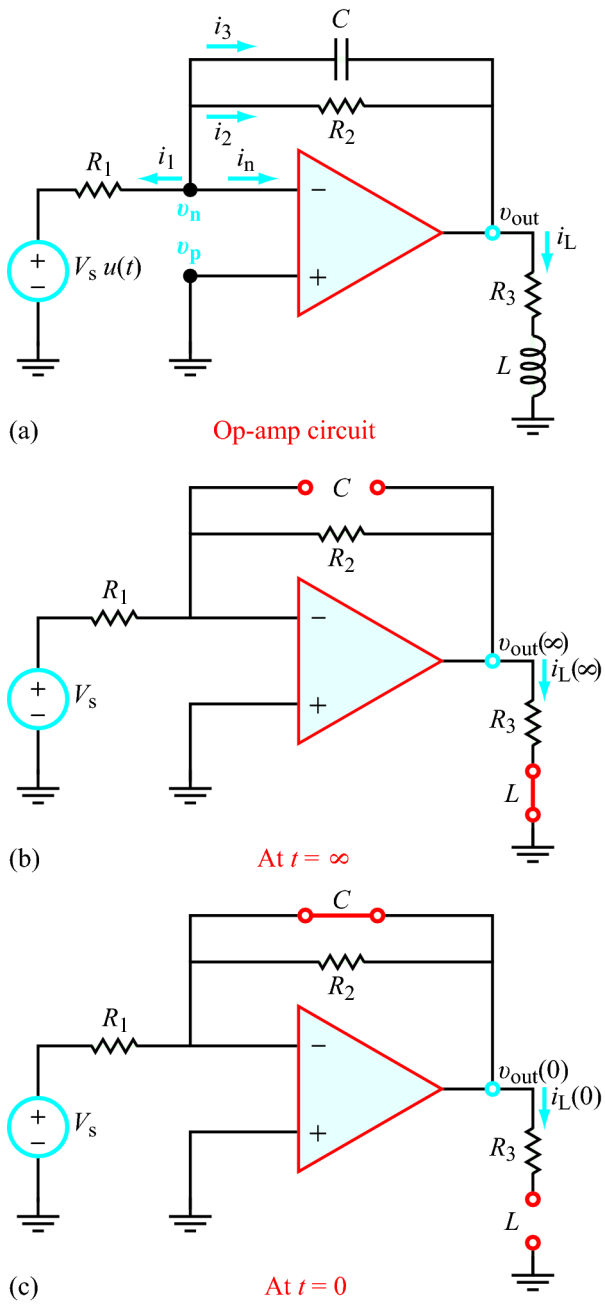 i3
C
i2
R2
R1
i1
in
−
υn
υout
υp
iL
+
−
Vs u(t)
+
R3
L
(a)
Op-amp circuit
C
R2
R1
−
υout(∞)
iL(∞)
+
−
Vs
+
R3
L
(b)
At t = ∞
C
R2
R1
−
υout(0)
iL(0)
+
−
Vs
+
R3
L
(c)
At t = 0